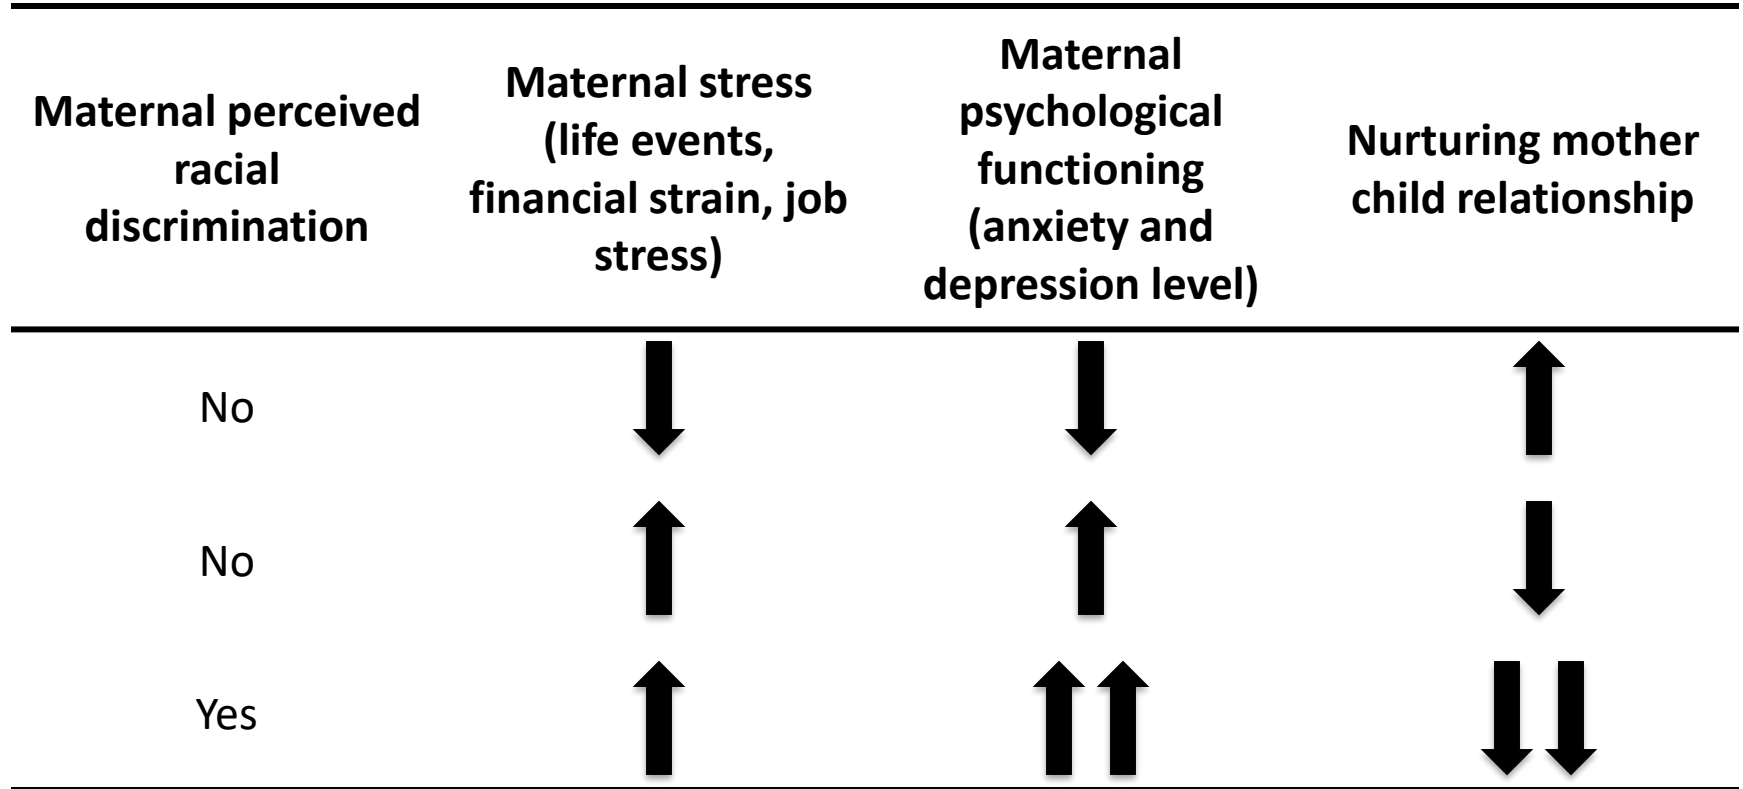 Maternal perceived
racial
discrimination
Maternal stress
(life events,
financial strain, job
stress)
Maternal
psychological
functioning
(anxiety and
depression level)
Nurturing mother
child relationship
No
No
Yes